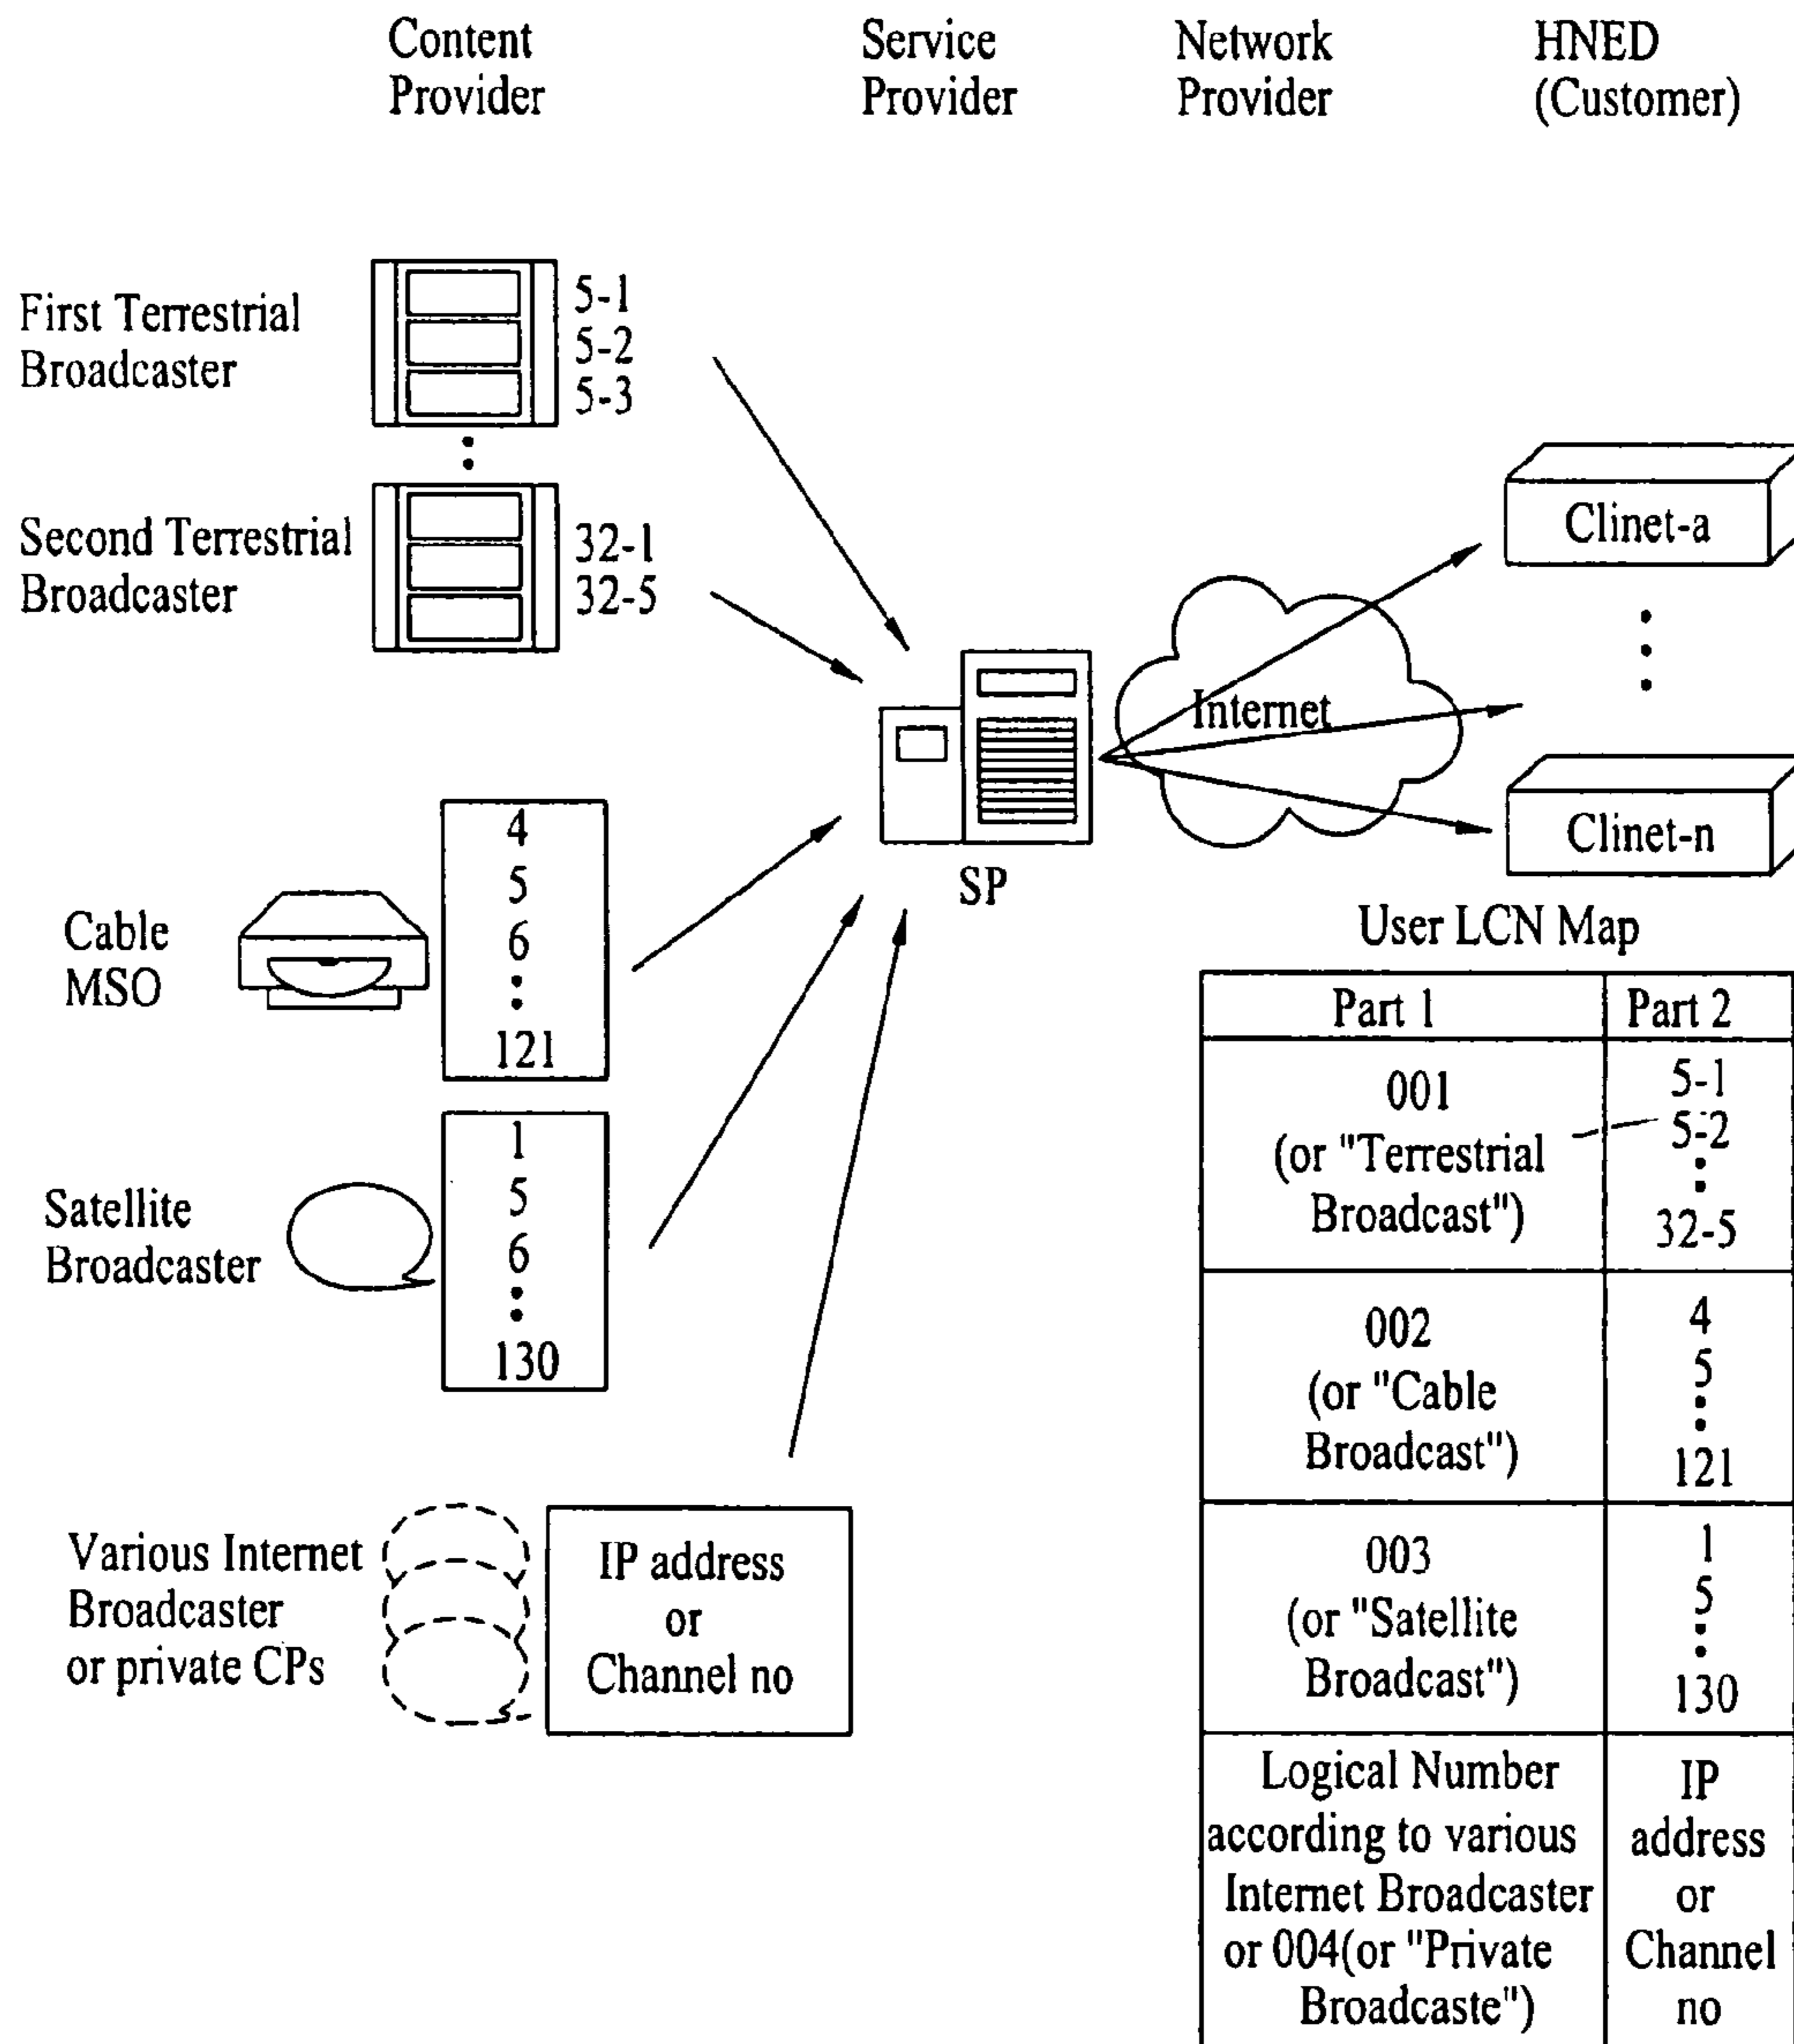 Content
Provider
Service
Provider
Network
Provider
HNED
(Customer)
First Terrestrial
Broadcaster
5-1
5-2
5-3
Second Terrestrial
Broadcaster
32-1
32-5
Clinet-a
Internet
Clinet-n
SP
Cable
MSO
4
5
6
121
Satellite
Broadcaster
1
5
6
130
Various Internet
Broadcaster
or private CPs
IP address
or
Channel no
User LCN Map
Part 1
Part 2
001
(or "Terrestrial
Broadcast")
5-1
5-2
32-5
002
(or "Cable
Broadcast")
4
5
121
003
(or "Satellite
Broadcast")
1
5
130
Logical Number
according to various
Internet Broadcaster
or 004(or "Private
Broadcaste")
IP
address
or
Channel
no